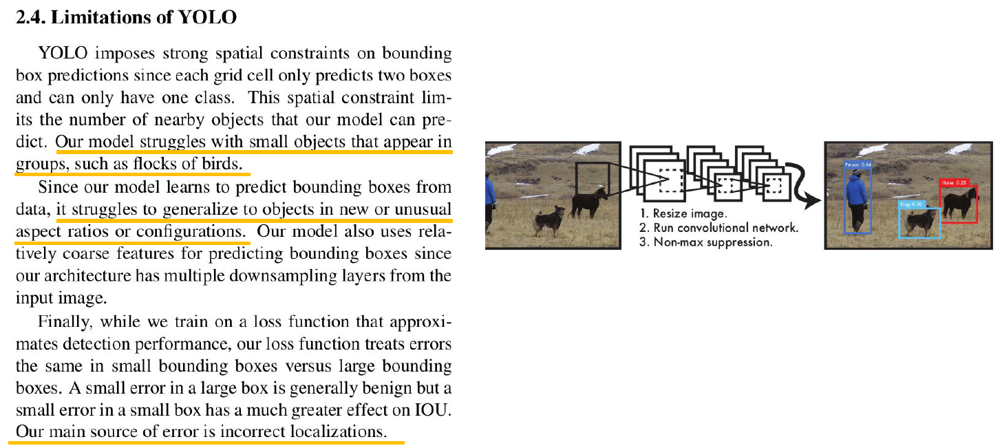 2.4. Limitations of YOLO
YOLO imposes strong spatial constraints on bounding
box predictions since each grid cell only predicts two boxes
and can only have one class. This spatial constraint lim-
its the number of nearby objects that our model can pre-
dict. Our model struggles with small objects that appear in
groups, such as flocks of birds.
Since our model learns to predict bounding boxes from
data, it struggles to generalize to objects in new or unusual
aspect ratios or configurations. Our model also uses rela-
tively coarse features for predicting bounding boxes since
our architecture has multiple downsampling layers from the
input image.
Finally, while we train on a loss function that approxi-
mates detection performance, our loss function treats errors
the same in small bounding boxes versus large bounding
boxes. A small error in a large box is generally benign but a
small error in a small box has a much greater effect on IOU.
Our main source of error is incorrect localizations.
1. Resize image.
2. Run convolutional network.
3. Non-max suppression.
Person: 0.64
Horse: 0.28
Dog: 0.30